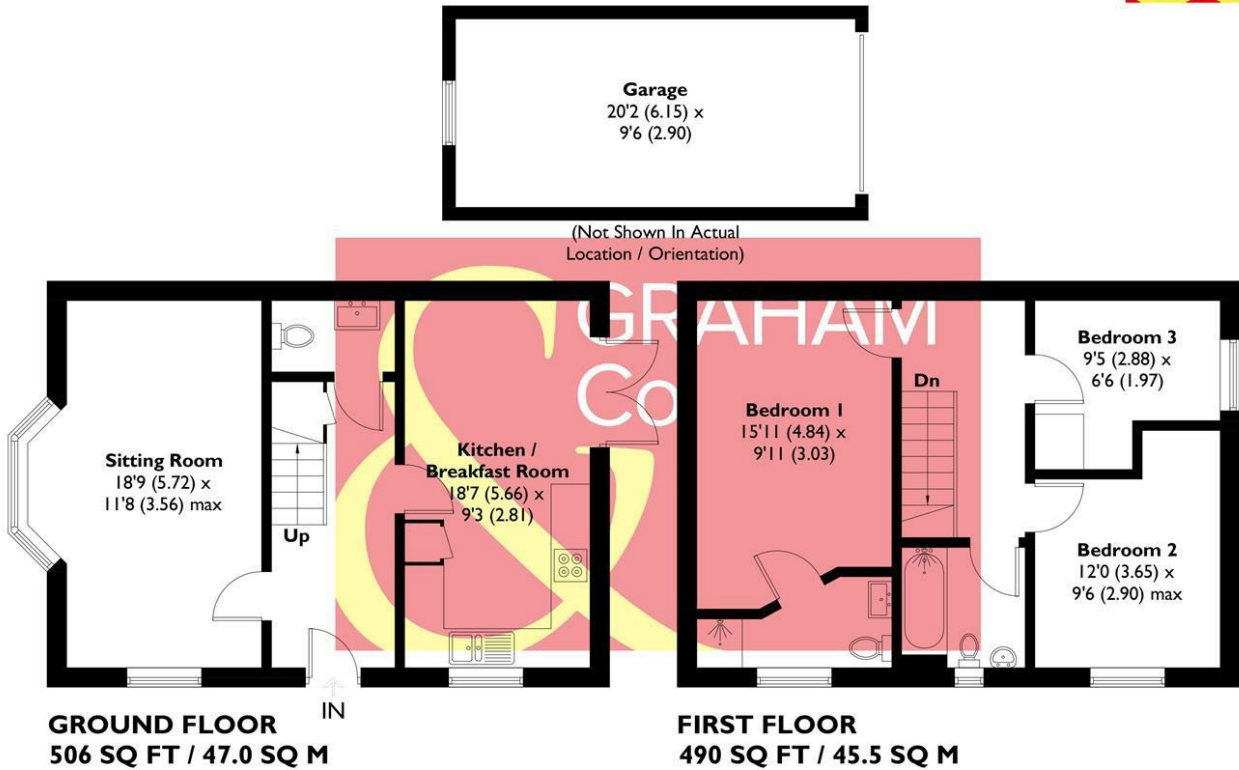 Garage
20'2 (6.15) x
9'6 (2.90)
(Not Shown In Actual
Location / Orientation)
GRAHAM
&
Co
Sitting Room
18'9 (5.72) x
11'8 (3.56) max
Up
Kitchen /
Breakfast Room
18'7 (5.66) x
9'3 (2.81)
IN
Bedroom 1
15'11 (4.84) x
9'11 (3.03)
Dn
Bedroom 3
9'5 (2.88) x
6'6 (1.97)
Bedroom 2
12'0 (3.65) x
9'6 (2.90) max
GROUND FLOOR
506 SQ FT / 47.0 SQ M
FIRST FLOOR
490 SQ FT / 45.5 SQ M